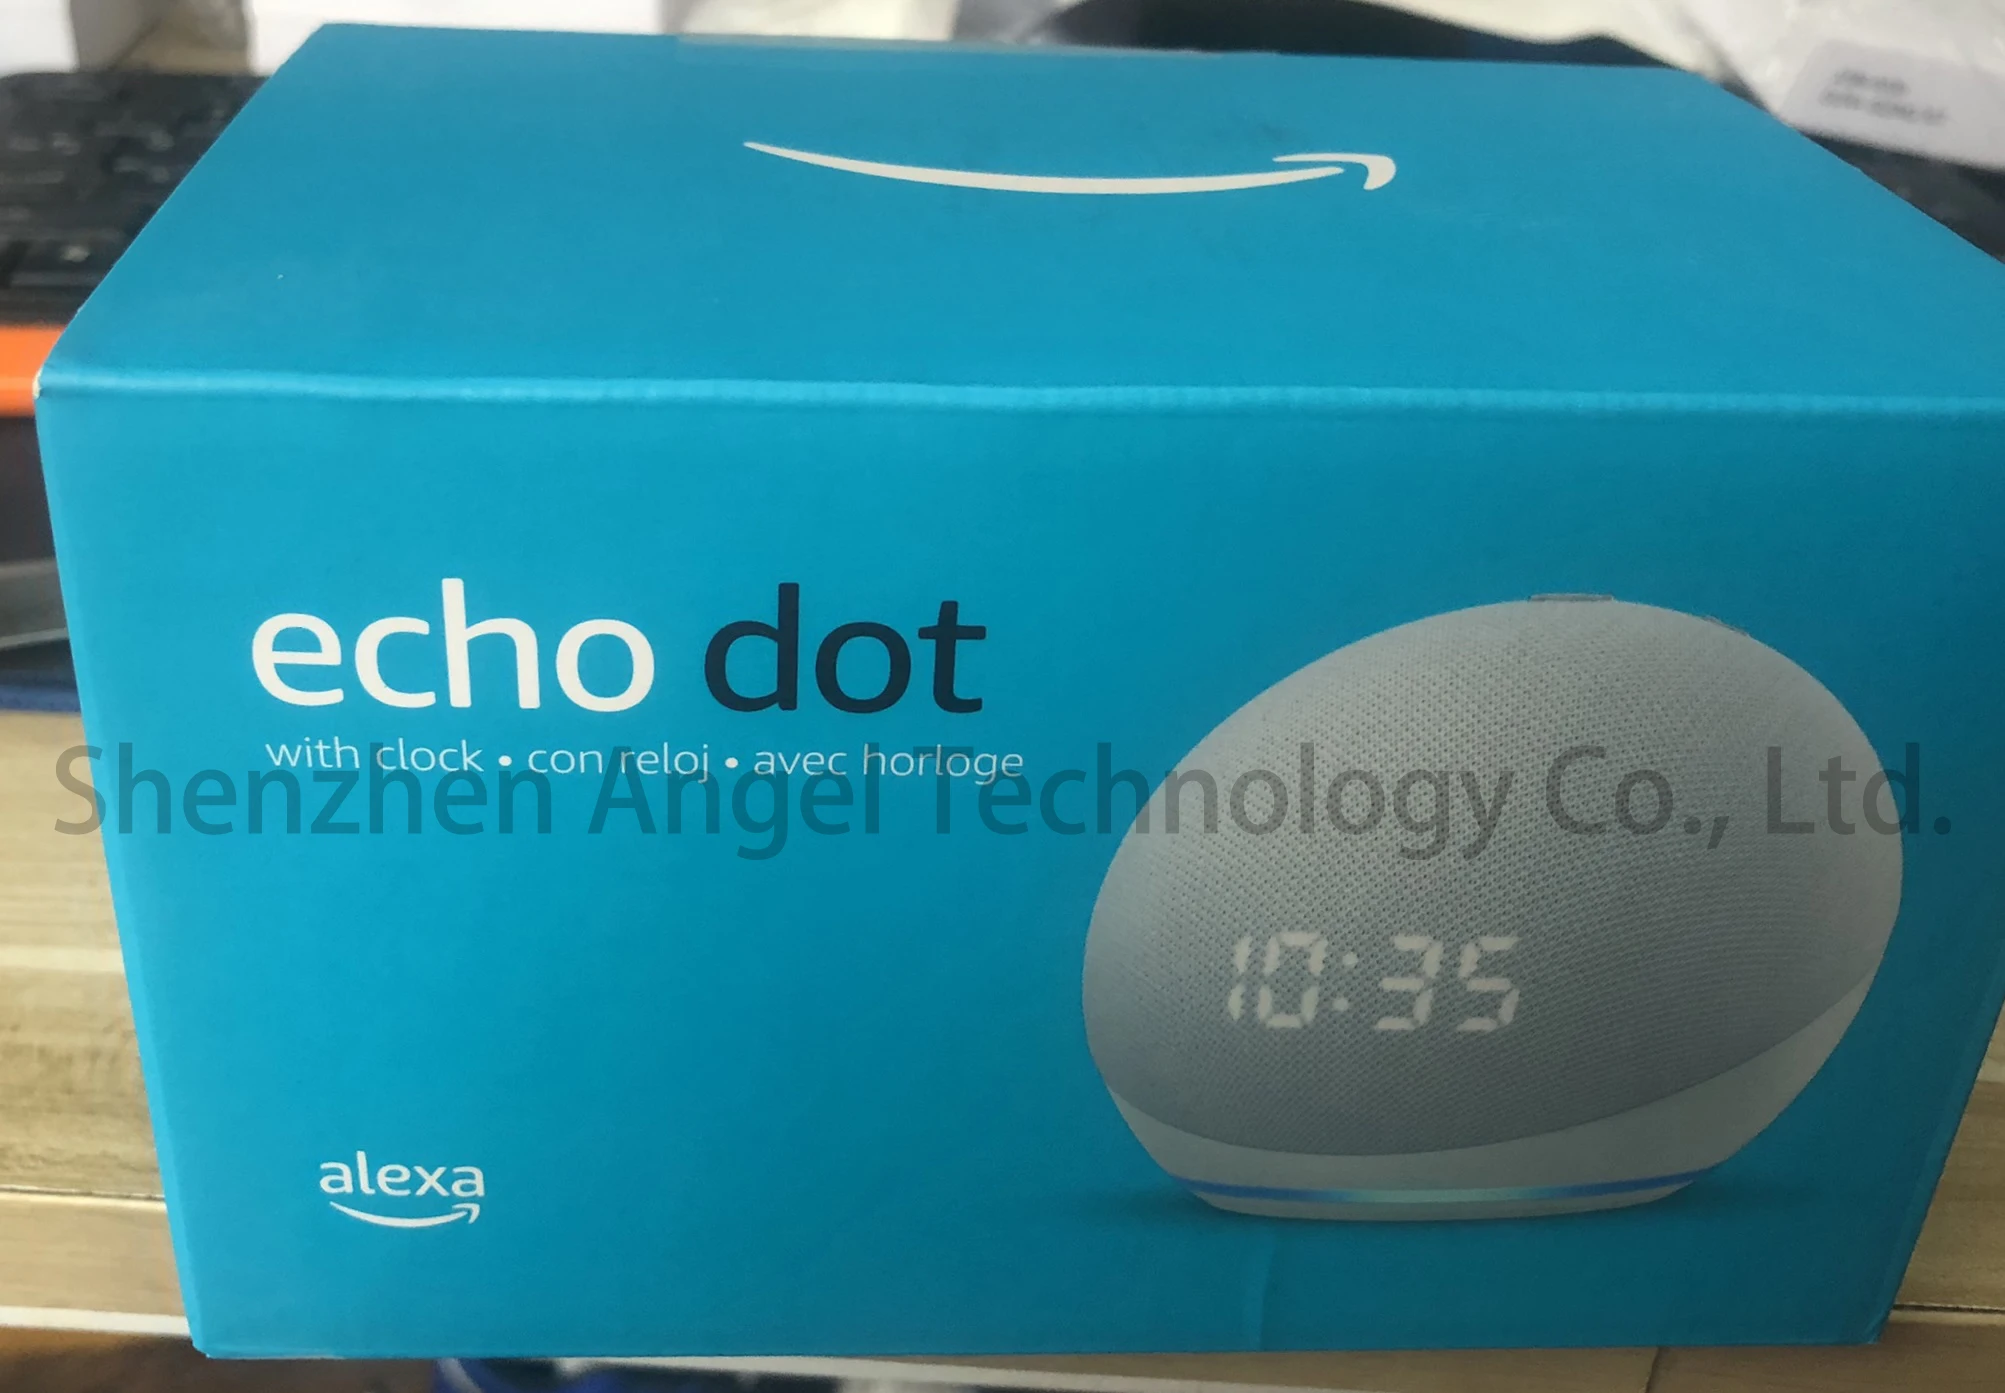 echo dot
with clock • con reloj • avec horloge
Shenzhen Angel Technology Co., Ltd.
10:35
alexa